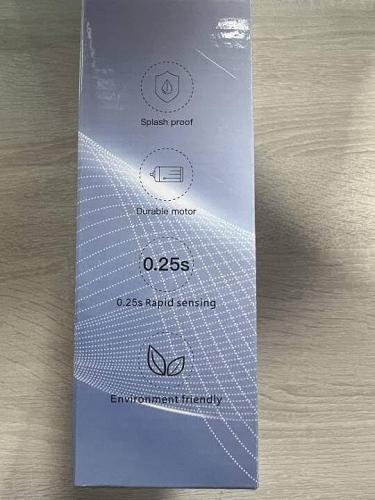 Splash proof
Durable motor
0.25s
0.25s Rapid sensing
Environment friendly